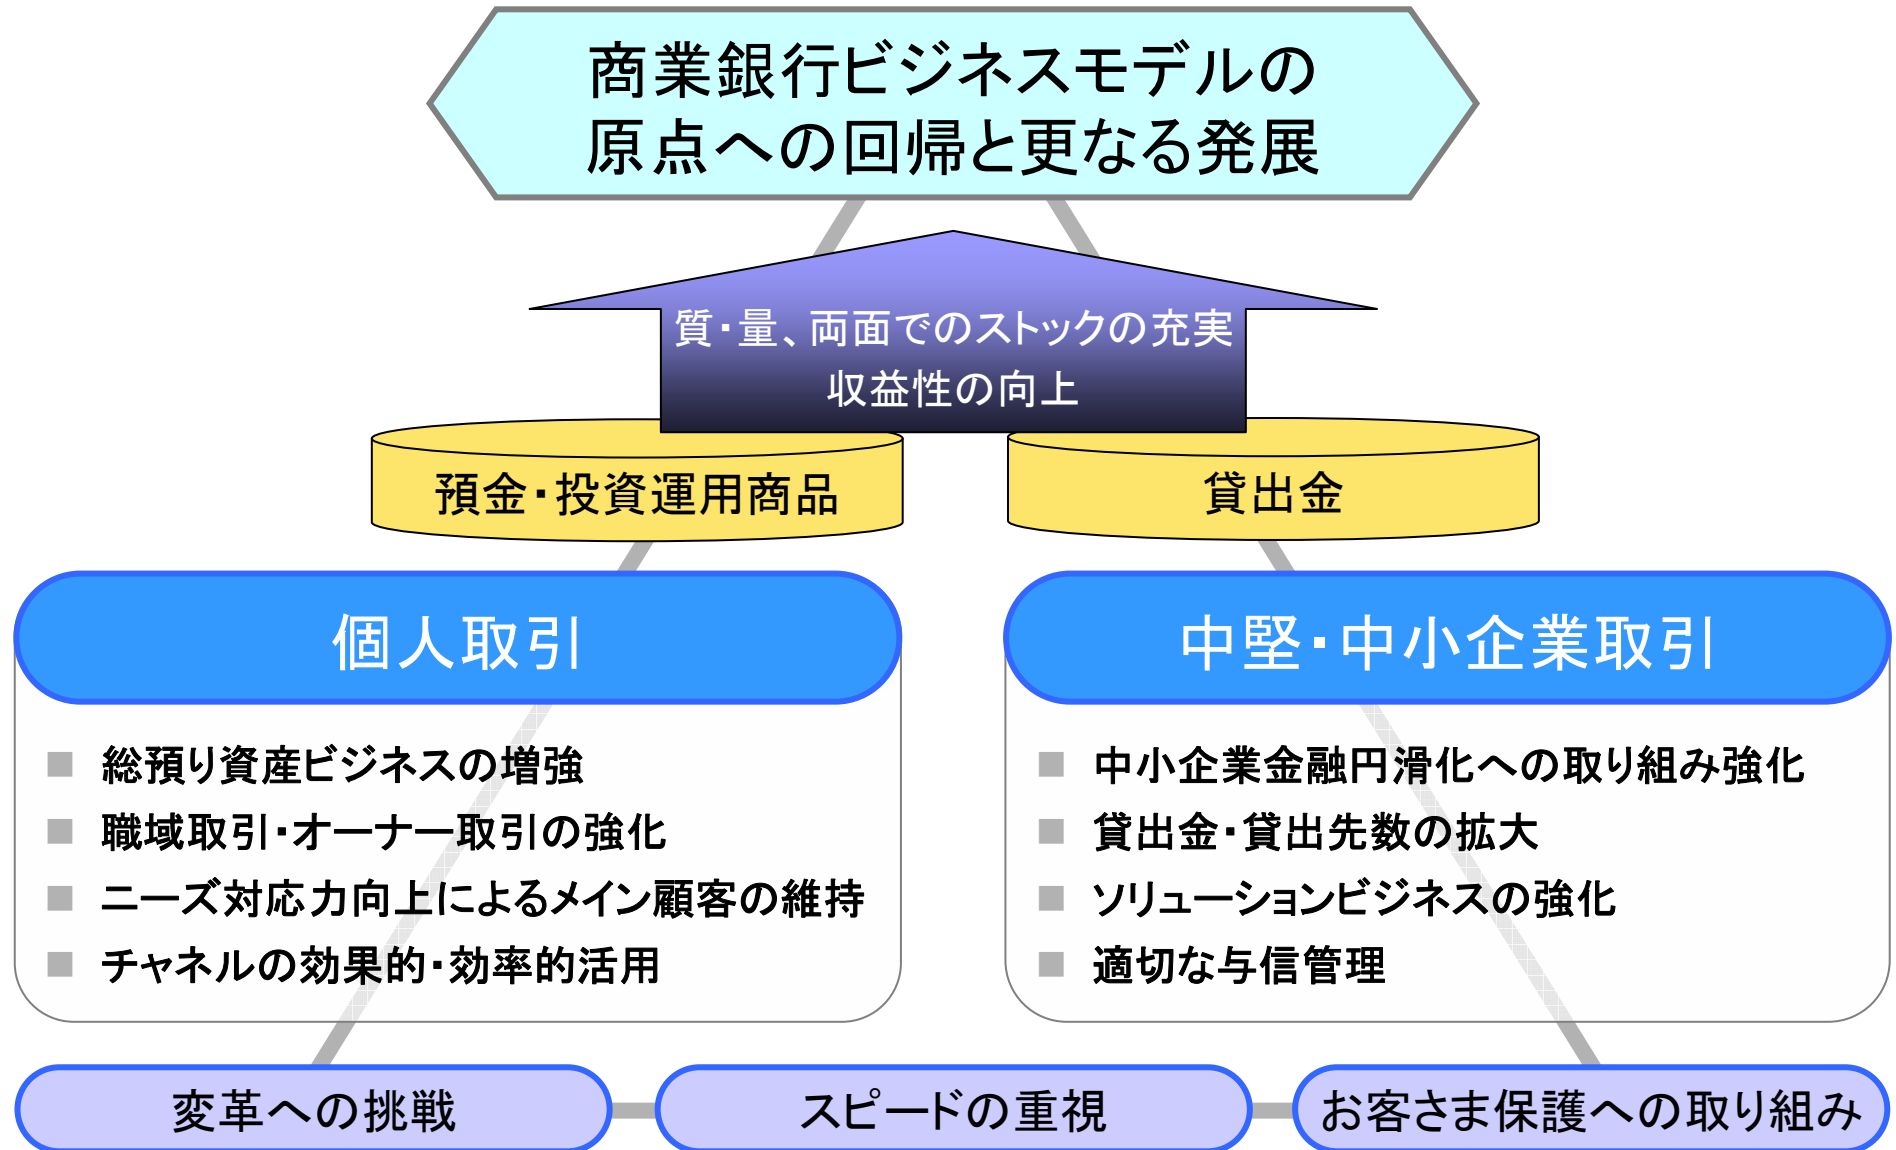 商業銀行ビジネスモデルの
原点への回帰と更なる発展
質・量、両面でのストックの充実
収益性の向上
預金・投資運用商品
貸出金
個人取引
総預り資産ビジネスの増強
職域取引・オーナー取引の強化
ニーズ対応力向上によるメイン顧客の維持
チャネルの効果的・効率的活用
中堅・中小企業取引
中小企業金融円滑化への取り組み強化
貸出金・貸出先数の拡大
ソリューションビジネスの強化
適切な与信管理
変革への挑戦
スピードの重視
お客さま保護への取り組み